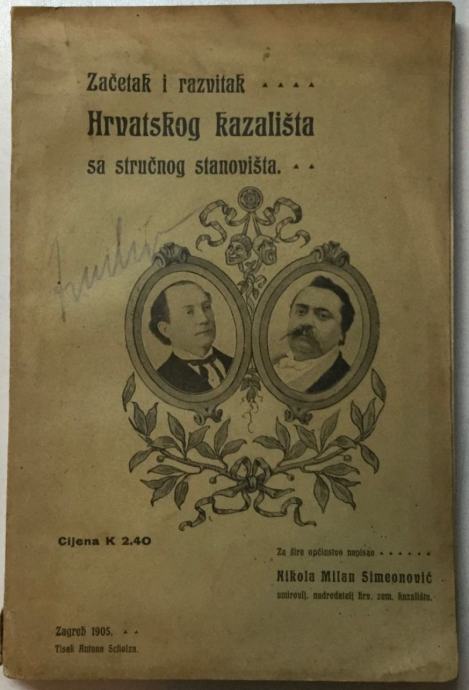 Začetak i razvitak
Hrvatskog kazališta
sa stručnog stanovišta.
Cijena K 2.40
Za šire općinstvo napisao
Nikola Milan Simeonović
umirovlj. nadredatelj hrv. zem. kazališta.
Zagreb 1905.
Tisak Antuna Scholza.